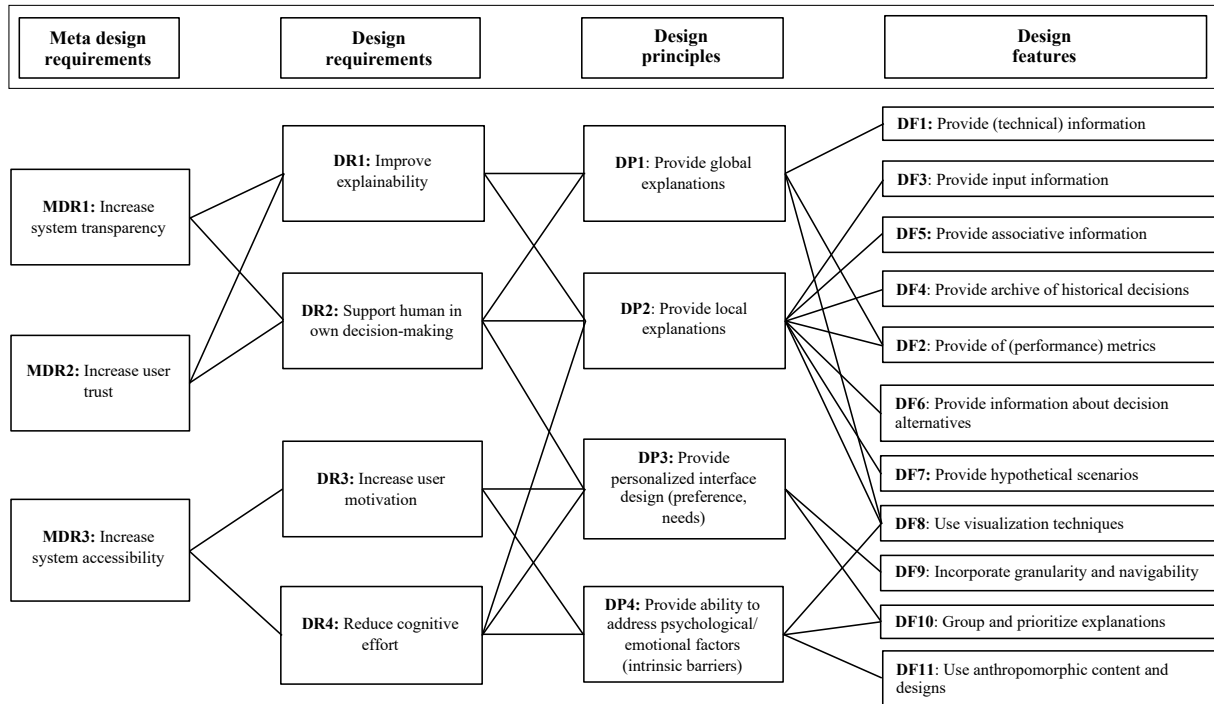 Meta design
requirements
Design
requirements
Design
principles
Design
features
MDR1: Increase
system transparency
MDR2: Increase user
trust
MDR3: Increase
system accessibility
DR1: Improve
explainability
DR2: Support human in
own decision-making
DR3: Increase user
motivation
DR4: Reduce cognitive
effort
DP1: Provide global
explanations
DP2: Provide local
explanations
DP3: Provide
personalized interface
design (preference,
needs)
DP4: Provide ability to
address psychological/
emotional factors
(intrinsic barriers)
DF1: Provide (technical) information
DF3: Provide input information
DF5: Provide associative information
DF4: Provide archive of historical decisions
DF2: Provide of (performance) metrics
DF6: Provide information about decision
alternatives
DF7: Provide hypothetical scenarios
DF8: Use visualization techniques
DF9: Incorporate granularity and navigability
DF10: Group and prioritize explanations
DF11: Use anthropomorphic content and
designs